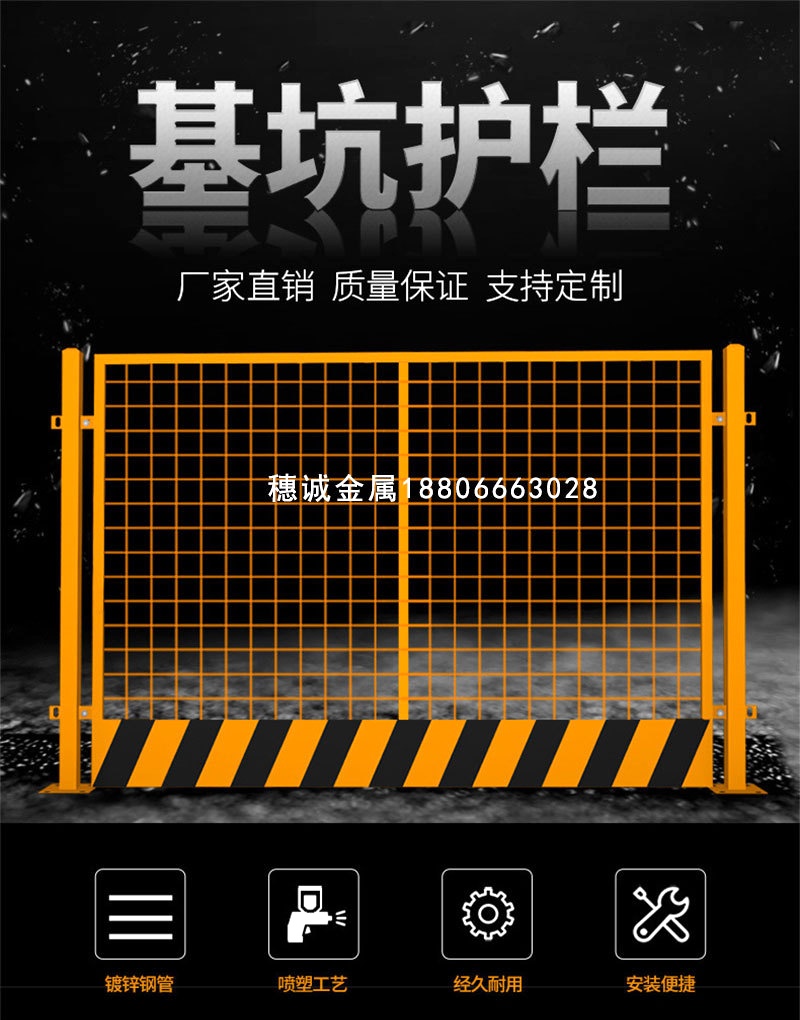 基坑护栏
厂家直销 质量保证 支持定制
穗诚金属18806663028
镀锌钢管
喷塑工艺
经久耐用
安装便捷